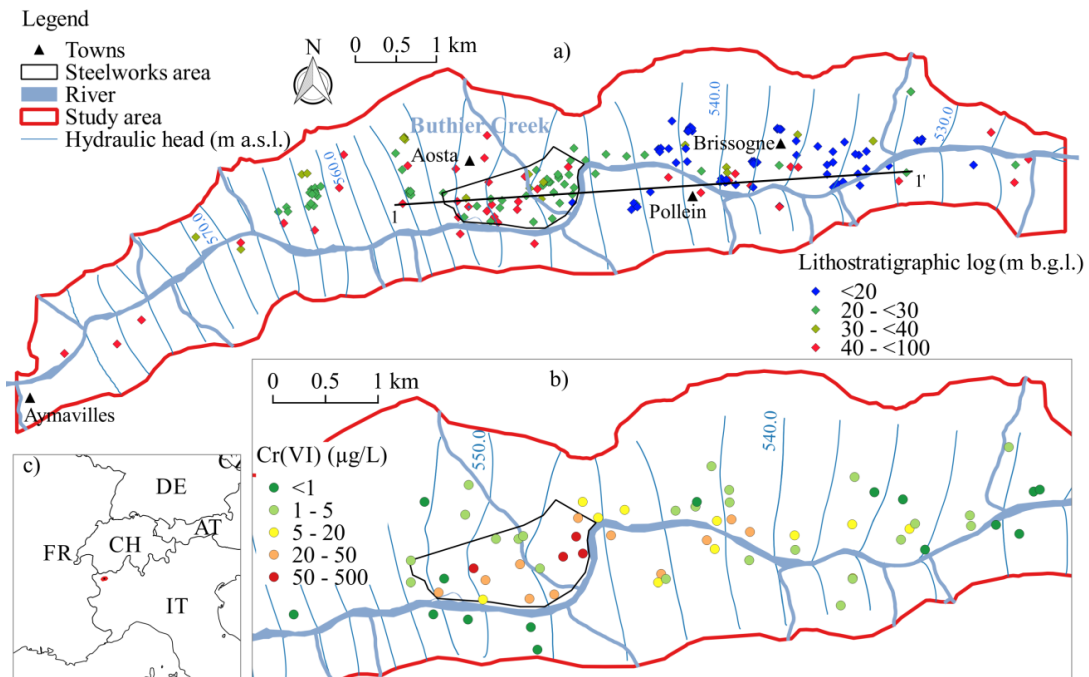 Legend
Towns
Steelworks area
River
Study area
Hydraulic head (m a.s.l.)
N
0 0.5 1 km
a)
Buthier Creek
Aosta
540.0
Brissogne
530.0
560.0
570.0
1
1'
Pollein
Aymavilles
Lithostratigraphic log (m b.g.l.)
<20
20 - <30
30 - <40
40 - <100
0 0.5 1 km
b)
550.0
540.0
Cr(VI) (µg/L)
<1
1 - 5
5 - 20
20 - 50
50 - 500
c)
DE
AT
FR
CH
IT